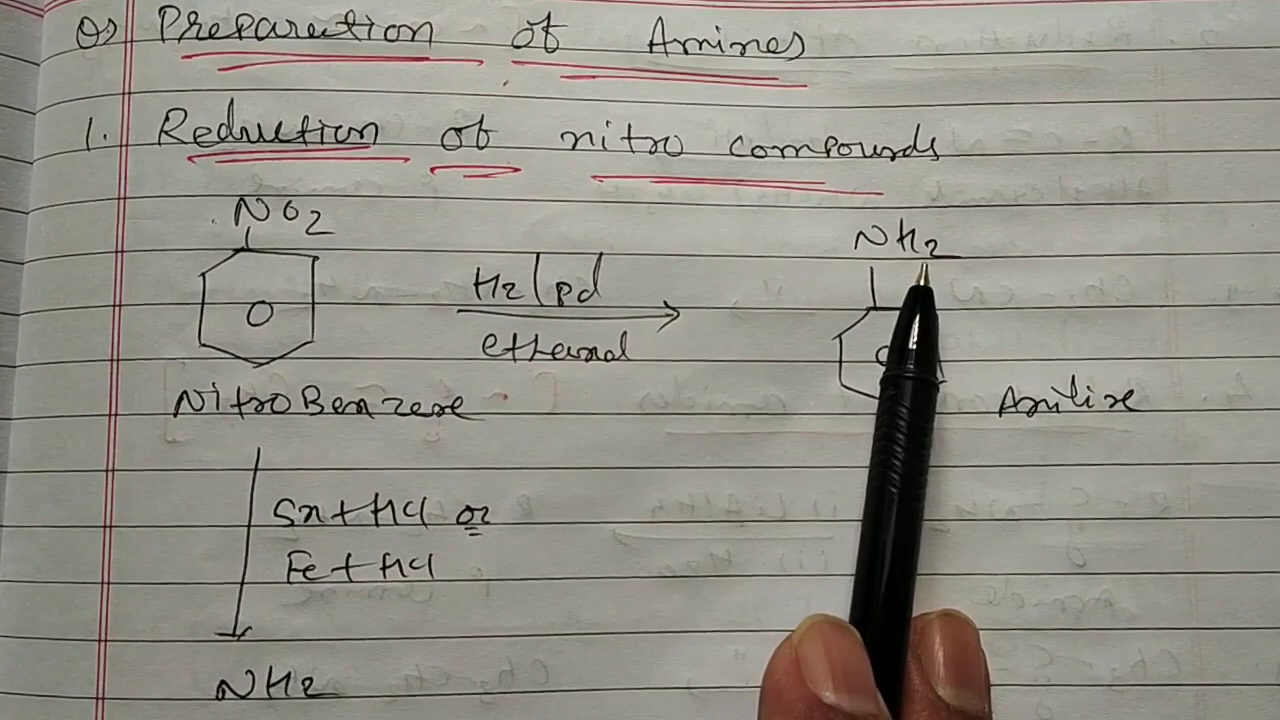 Q) Preparation of Amines
1. Reduction of nitro compounds
NO2
NH2
H2/pd
ethanol
NitroBenzene
Aniline
Sn+HCl or
Fe+HCl
NH2